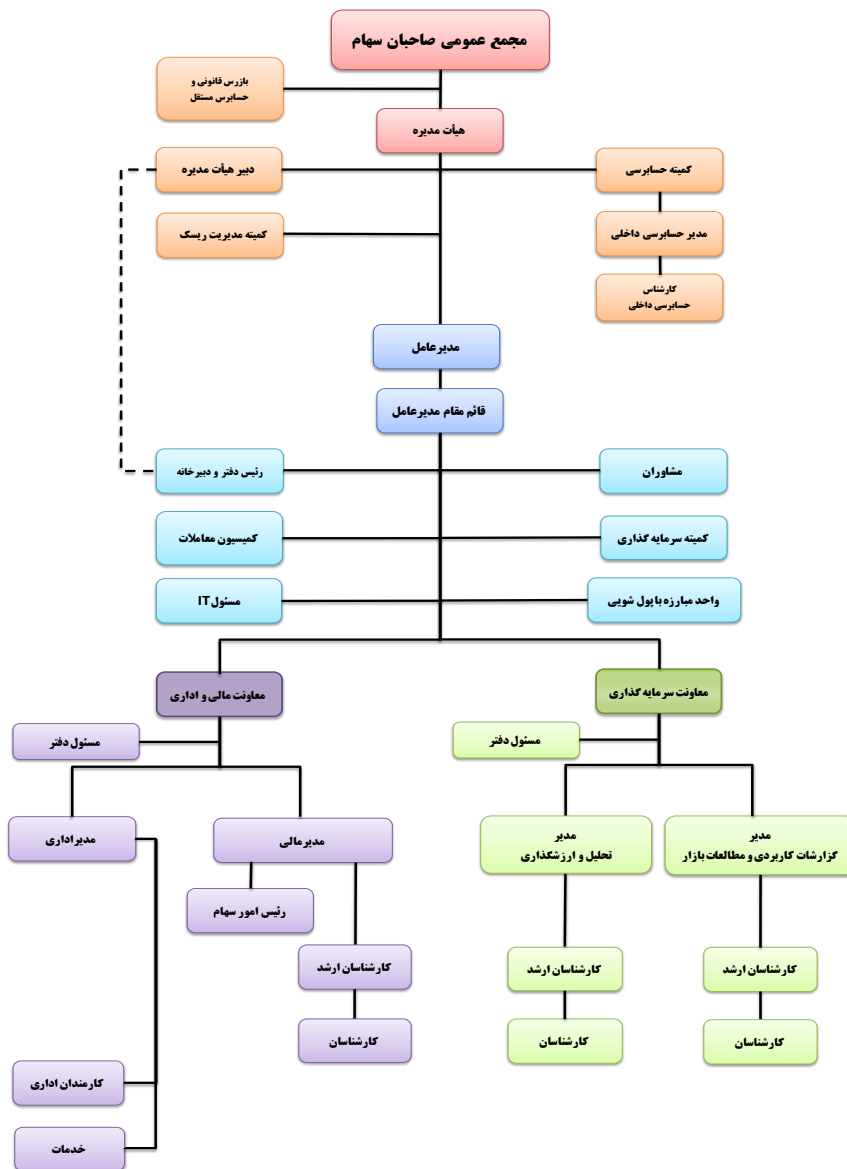 مجمع عمومی صاحبان سهام
بازرس قانونی و
حسابرس مستقل
هیأت مدیره
کمیته حسابرسی
دبیر هیأت مدیره
مدیر حسابرسی داخلی
کمیته مدیریت ریسک
کارشناس
حسابرسی داخلی
مدیرعامل
قائم مقام مدیرعامل
مشاوران
رئیس دفتر و دبیرخانه
کمیته سرمایه گذاری
کمیسیون معاملات
واحد مبارزه با پول شویی
مسئول IT
معاونت سرمایه گذاری
معاونت مالی و اداری
مسئول دفتر
مسئول دفتر
مدیر
گزارشات کاربردی و مطالعات بازار
مدیر
تحلیل و ارزشگذاری
مدیرمالی
مدیراداری
رئیس امور سهام
کارشناسان ارشد
کارشناسان ارشد
کارشناسان ارشد
کارشناسان
کارشناسان
کارشناسان
کارمندان اداری
خدمات